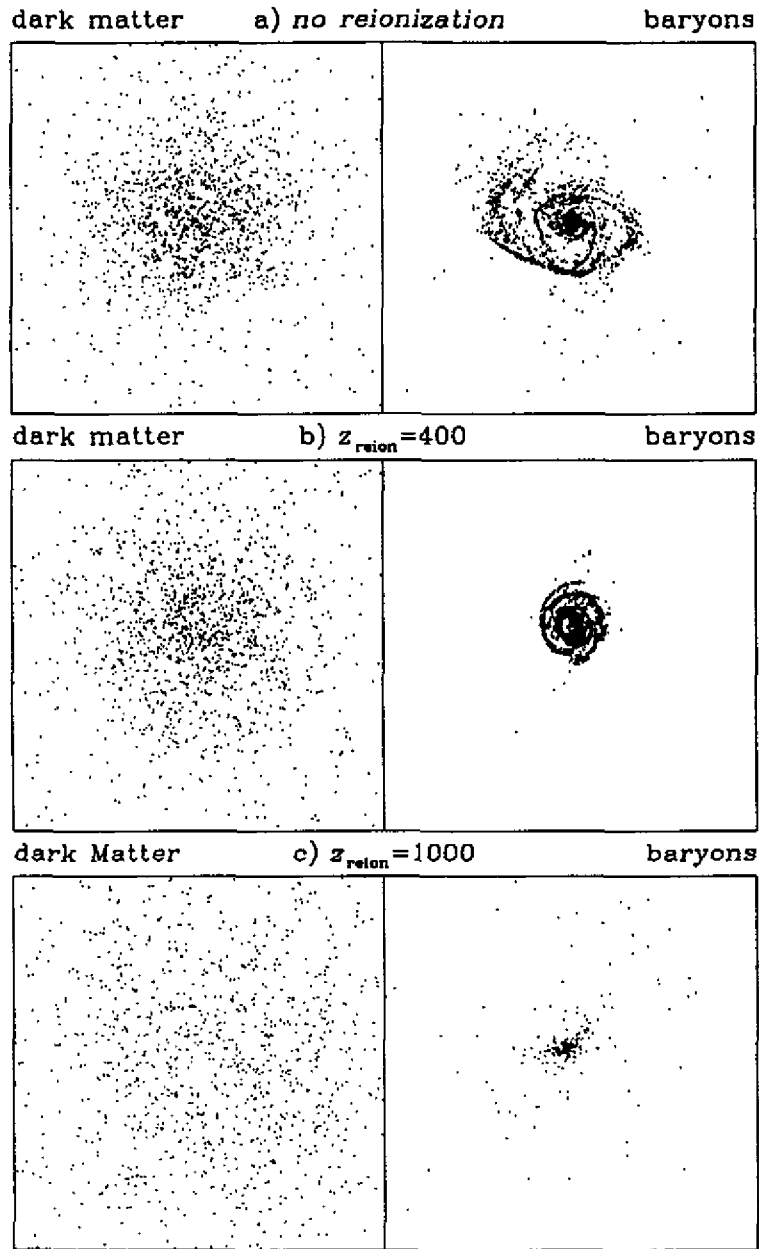 dark matter a) no reionization baryons
dark matter b) z_reion=400 baryons
dark Matter c) z_reion=1000 baryons